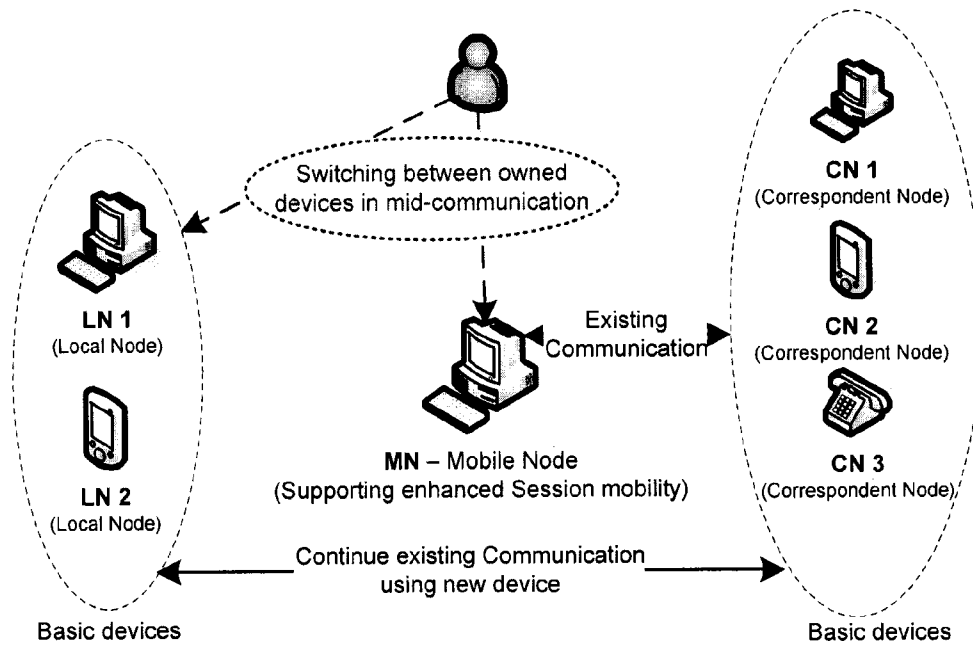 Switching between owned
devices in mid-communication
LN 1
(Local Node)
LN 2
(Local Node)
Basic devices
Existing
Communication
MN – Mobile Node
(Supporting enhanced Session mobility)
Continue existing Communication
using new device
CN 1
(Correspondent Node)
CN 2
(Correspondent Node)
CN 3
(Correspondent Node)
Basic devices